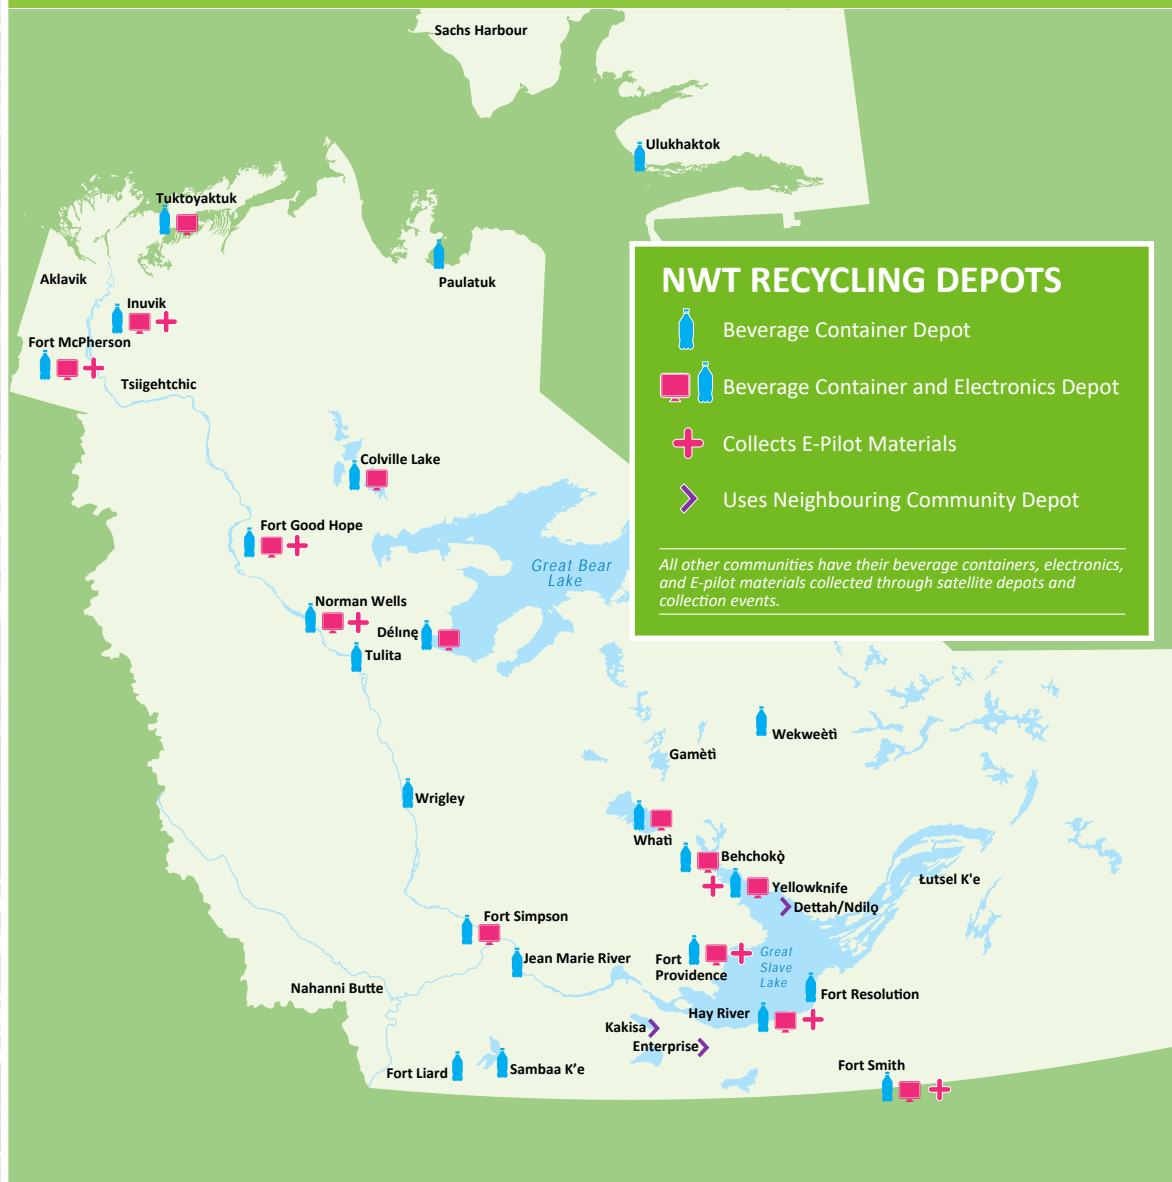 Sachs Harbour
Ulukhaktok
Tuktoyaktuk
Paulatuk
Aklavik
Inuvik
Fort McPherson
Tsiigehtchic
NWT RECYCLING DEPOTS
Beverage Container Depot
Beverage Container and Electronics Depot
Collects E-Pilot Materials
Uses Neighbouring Community Depot
All other communities have their beverage containers, electronics,
and E-pilot materials collected through satellite depots and
collection events.
Colville Lake
Fort Good Hope
Great Bear
Lake
Norman Wells
Délınę
Tulita
Wekweètì
Gamètì
Wrigley
Whatì
Behchokǫ̀
Yellowknife
Dettah/Ndilǫ
Łutsel K'e
Fort Simpson
Jean Marie River
Fort
Providence
Great
Slave
Lake
Nahanni Butte
Fort Resolution
Hay River
Kakisa
Enterprise
Fort Liard
Sambaa K’e
Fort Smith